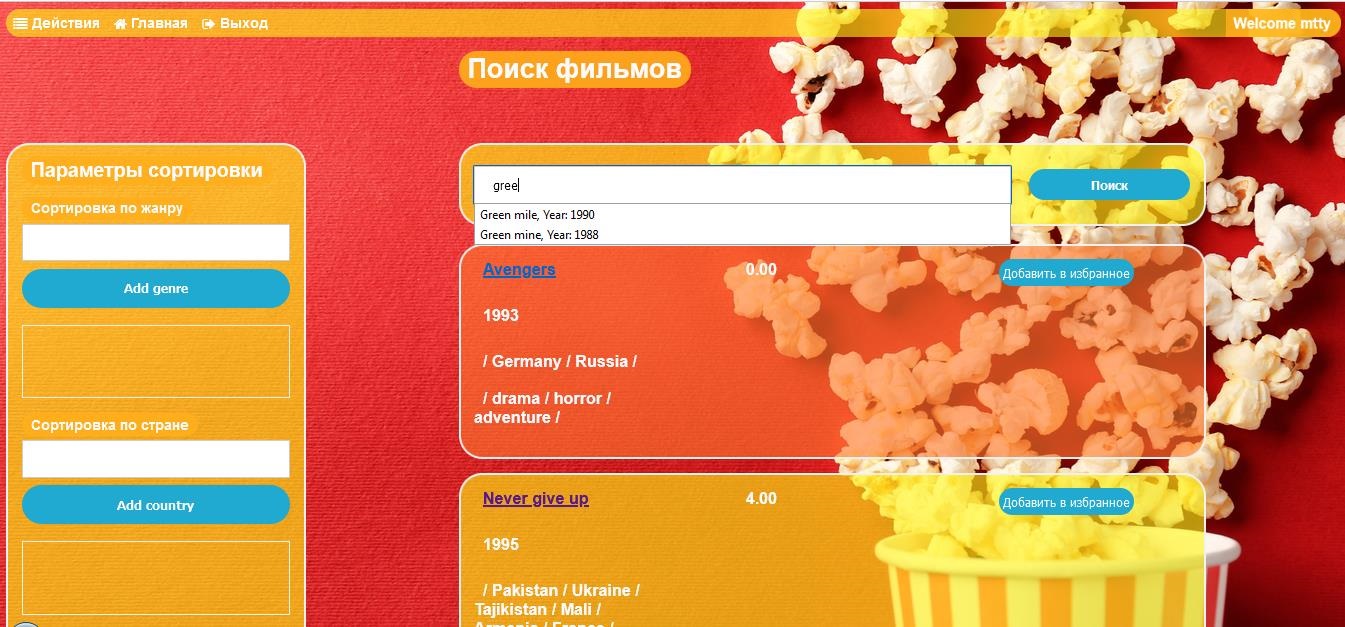 Действия Главная Выход Welcome mtty
Поиск фильмов
Параметры сортировки
Сортировка по жанру
Add genre
Сортировка по стране
Add country
gree Поиск
Green mile, Year: 1990
Green mine, Year: 1988
Avengers 0.00 Добавить в избранное
1993
/ Germany / Russia /
/ drama / horror /
adventure /
Never give up 4.00 Добавить в избранное
1995
/ Pakistan / Ukraine /
Tajikistan / Mali /
Armenia / France /